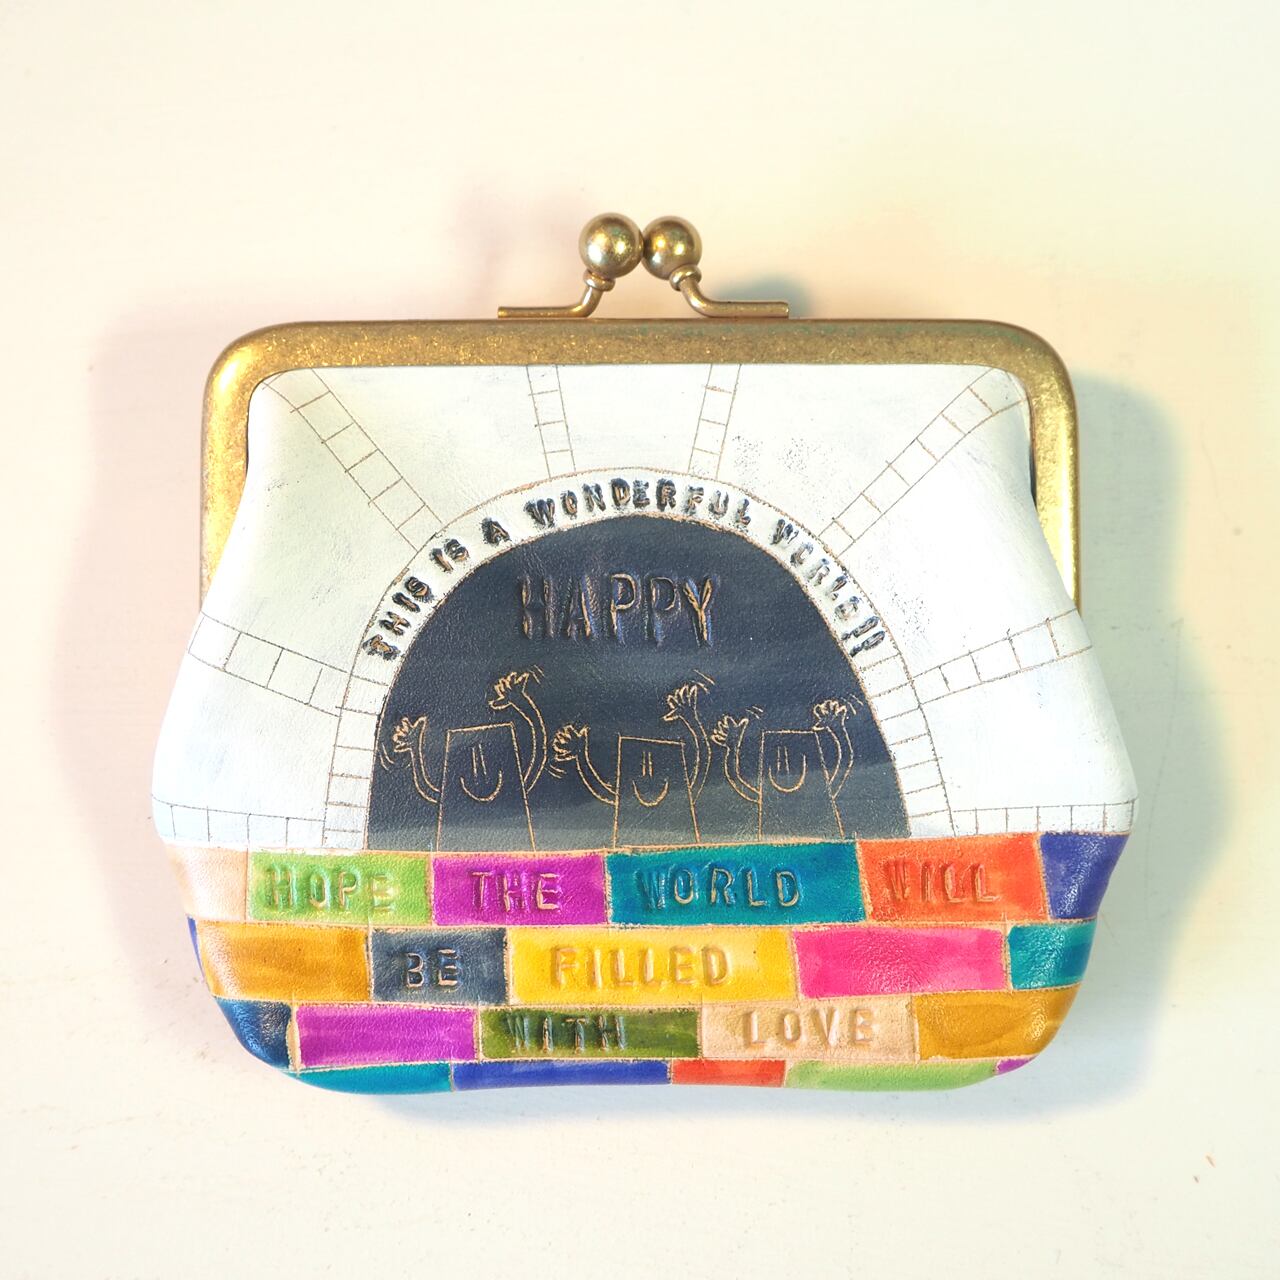 THIS IS A WONDERFUL WORLD!!
HAPPY
HOPE THE WORLD WILL
BE FILLED
WITH LOVE